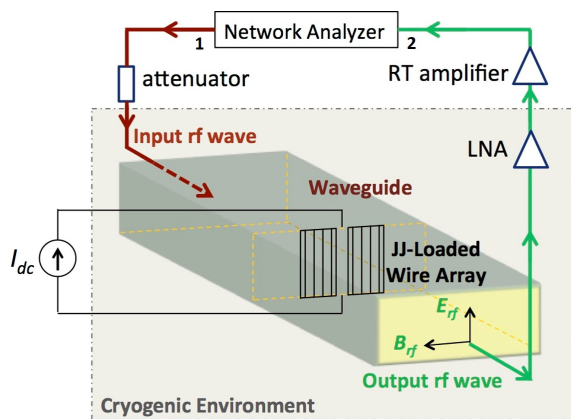 Network Analyzer
1
2
attenuator
RT amplifier
LNA
Input rf wave
Waveguide
JJ-Loaded
Wire Array
I_dc
E_rf
B_rf
Output rf wave
Cryogenic Environment